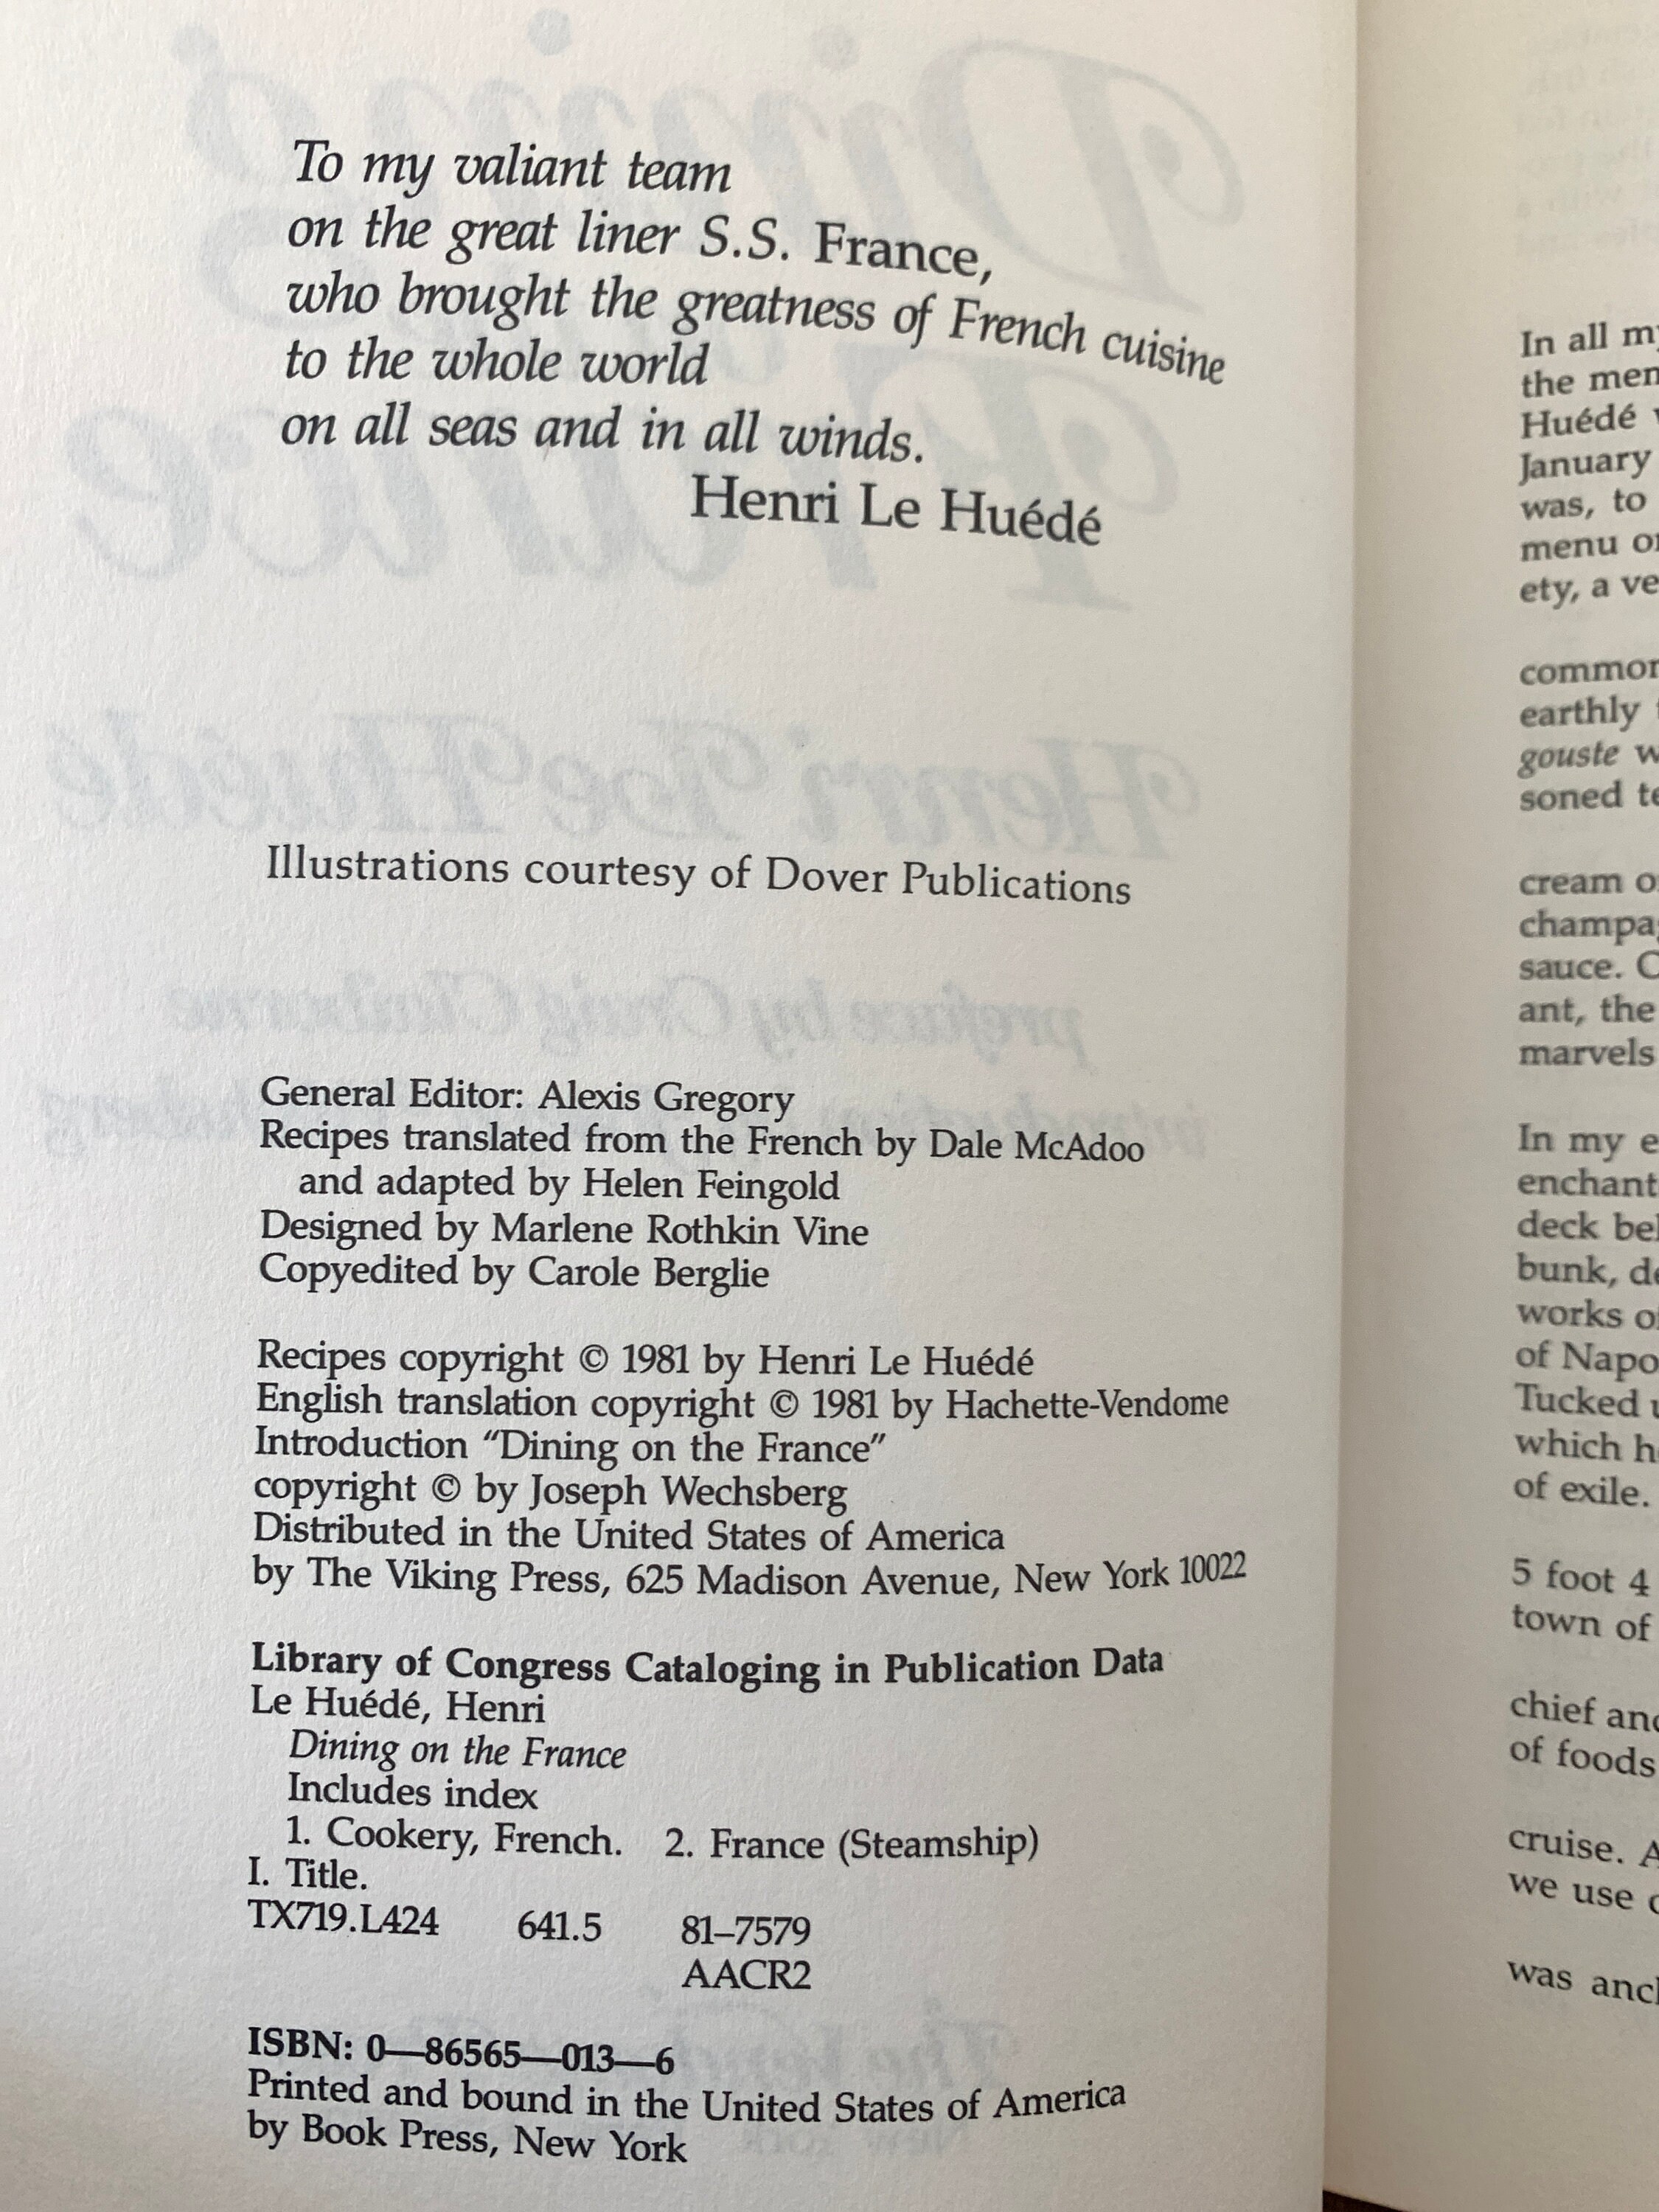 To my valiant team
on the great liner S.S. France,
who brought the greatness of French cuisine
to the whole world
on all seas and in all winds.
Henri Le Huédé
Illustrations courtesy of Dover Publications
General Editor: Alexis Gregory
Recipes translated from the French by Dale McAdoo
and adapted by Helen Feingold
Designed by Marlene Rothkin Vine
Copyedited by Carole Berglie
Recipes copyright © 1981 by Henri Le Huédé
English translation copyright © 1981 by Hachette-Vendome
Introduction “Dining on the France”
copyright © by Joseph Wechsberg
Distributed in the United States of America
by The Viking Press, 625 Madison Avenue, New York 10022
Library of Congress Cataloging in Publication Data
Le Huédé, Henri
Dining on the France
Includes index
1. Cookery, French. 2. France (Steamship)
I. Title.
TX719.L424 641.5 81–7579
AACR2
ISBN: 0—86565—013—6
Printed and bound in the United States of America
by Book Press, New York
In all
the
Huédé
January
was, to
menu
ety, a
earthly
gouste
soned
cream
sauce.
ant, the
marvels
In my
deck
bunk,
works
of
Tucked
which
of exile.
5 foot 4
town of
chief
of foods
cruise.
we use
was